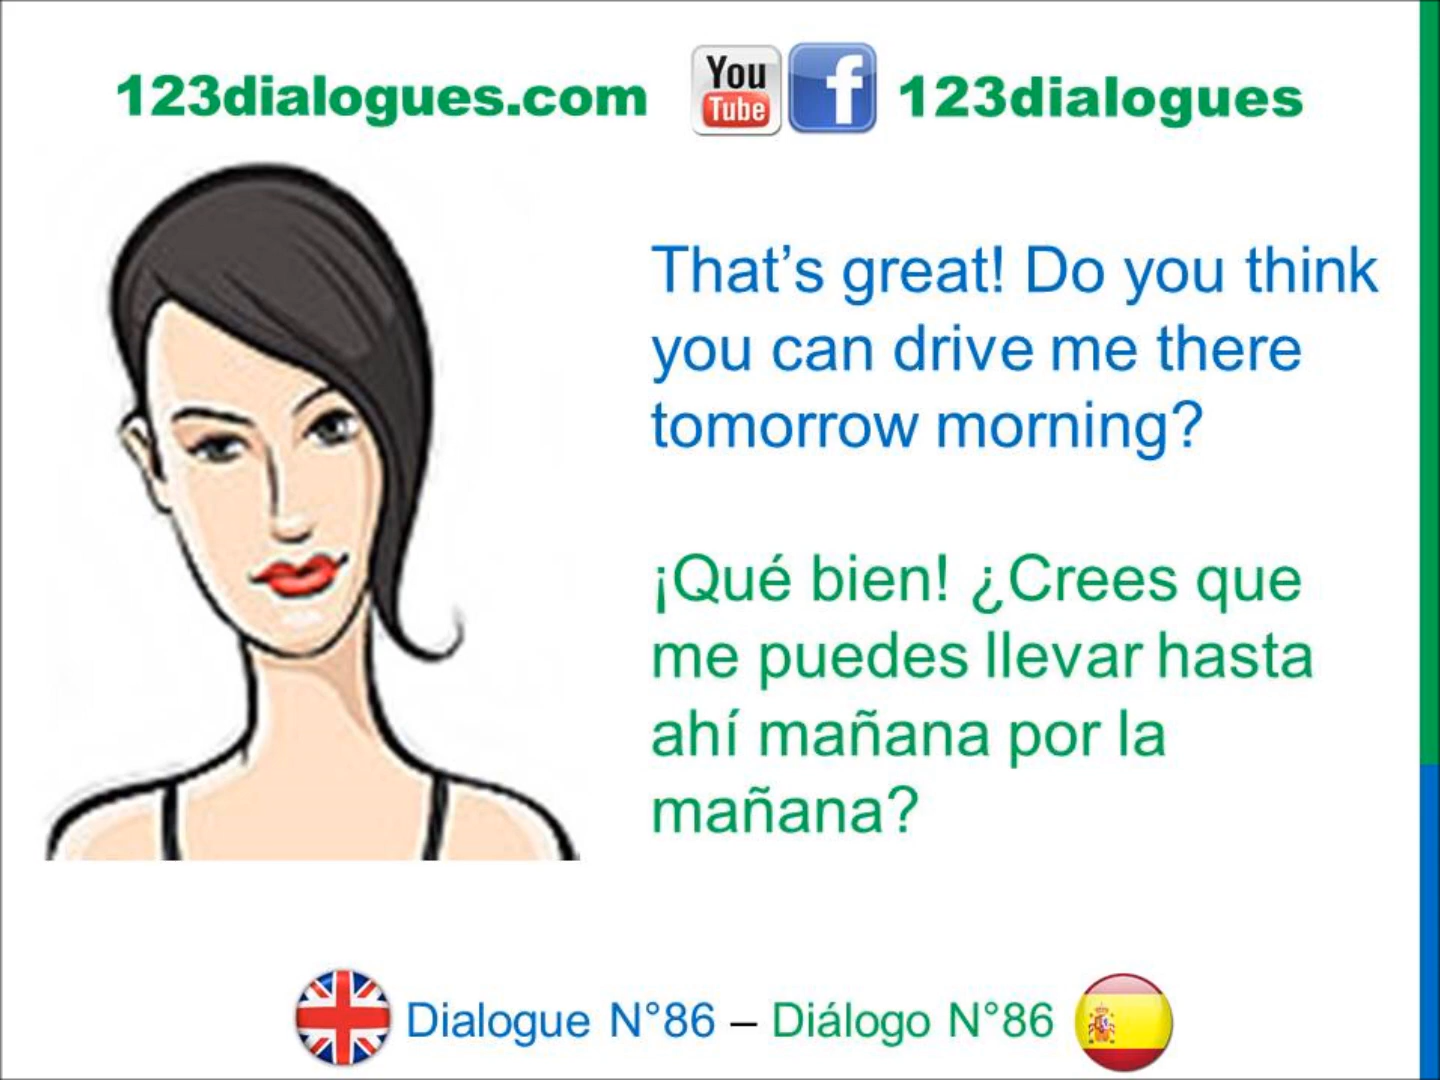 123dialogues.com You Tube f 123dialogues
That’s great! Do you think
you can drive me there
tomorrow morning?
¡Qué bien! ¿Crees que
me puedes llevar hasta
ahí mañana por la
mañana?
Dialogue N°86 – Diálogo N°86